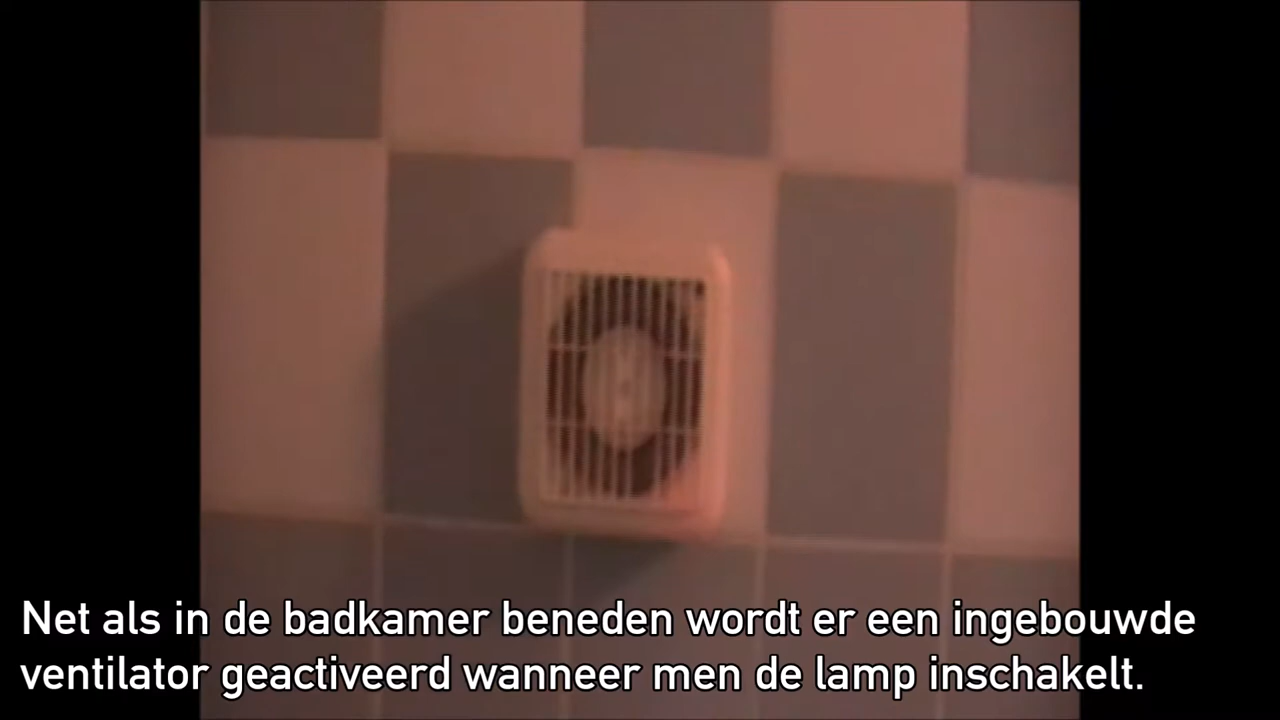 Net als in de badkamer beneden wordt er een ingebouwde
ventilator geactiveerd wanneer men de lamp inschakelt.